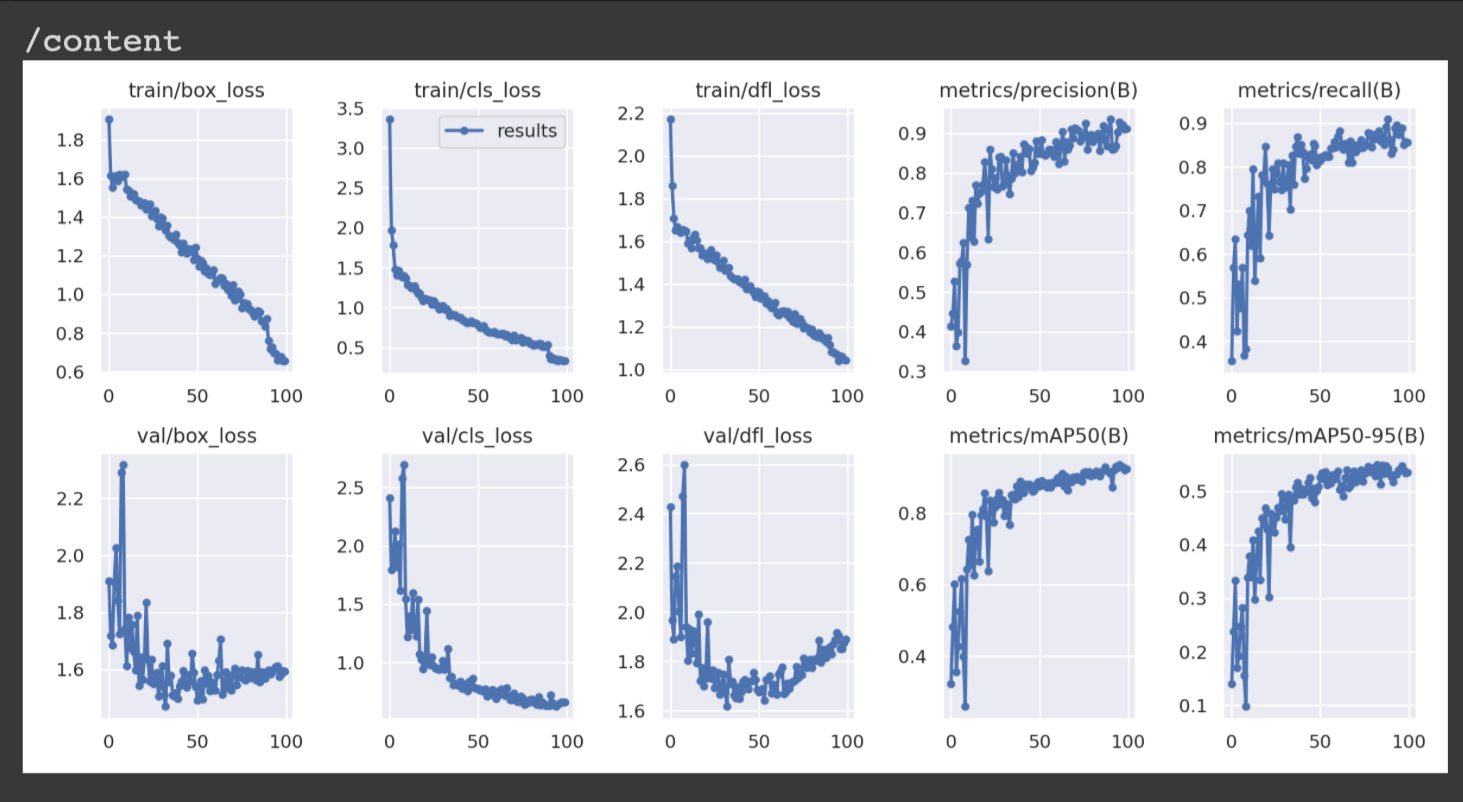 /content
train/box_loss
train/cls_loss
train/dfl_loss
metrics/precision(B)
metrics/recall(B)
results
1.8
1.6
1.4
1.2
1.0
0.8
0.6
0 50 100
3.5
3.0
2.5
2.0
1.5
1.0
0.5
0 50 100
2.2
2.0
1.8
1.6
1.4
1.2
1.0
0 50 100
0.9
0.8
0.7
0.6
0.5
0.4
0.3
0 50 100
0.9
0.8
0.7
0.6
0.5
0.4
0 50 100
val/box_loss
val/cls_loss
val/dfl_loss
metrics/mAP50(B)
metrics/mAP50-95(B)
2.2
2.0
1.8
1.6
0 50 100
2.5
2.0
1.5
1.0
0 50 100
2.6
2.4
2.2
2.0
1.8
1.6
0 50 100
0.8
0.6
0.4
0 50 100
0.5
0.4
0.3
0.2
0.1
0 50 100